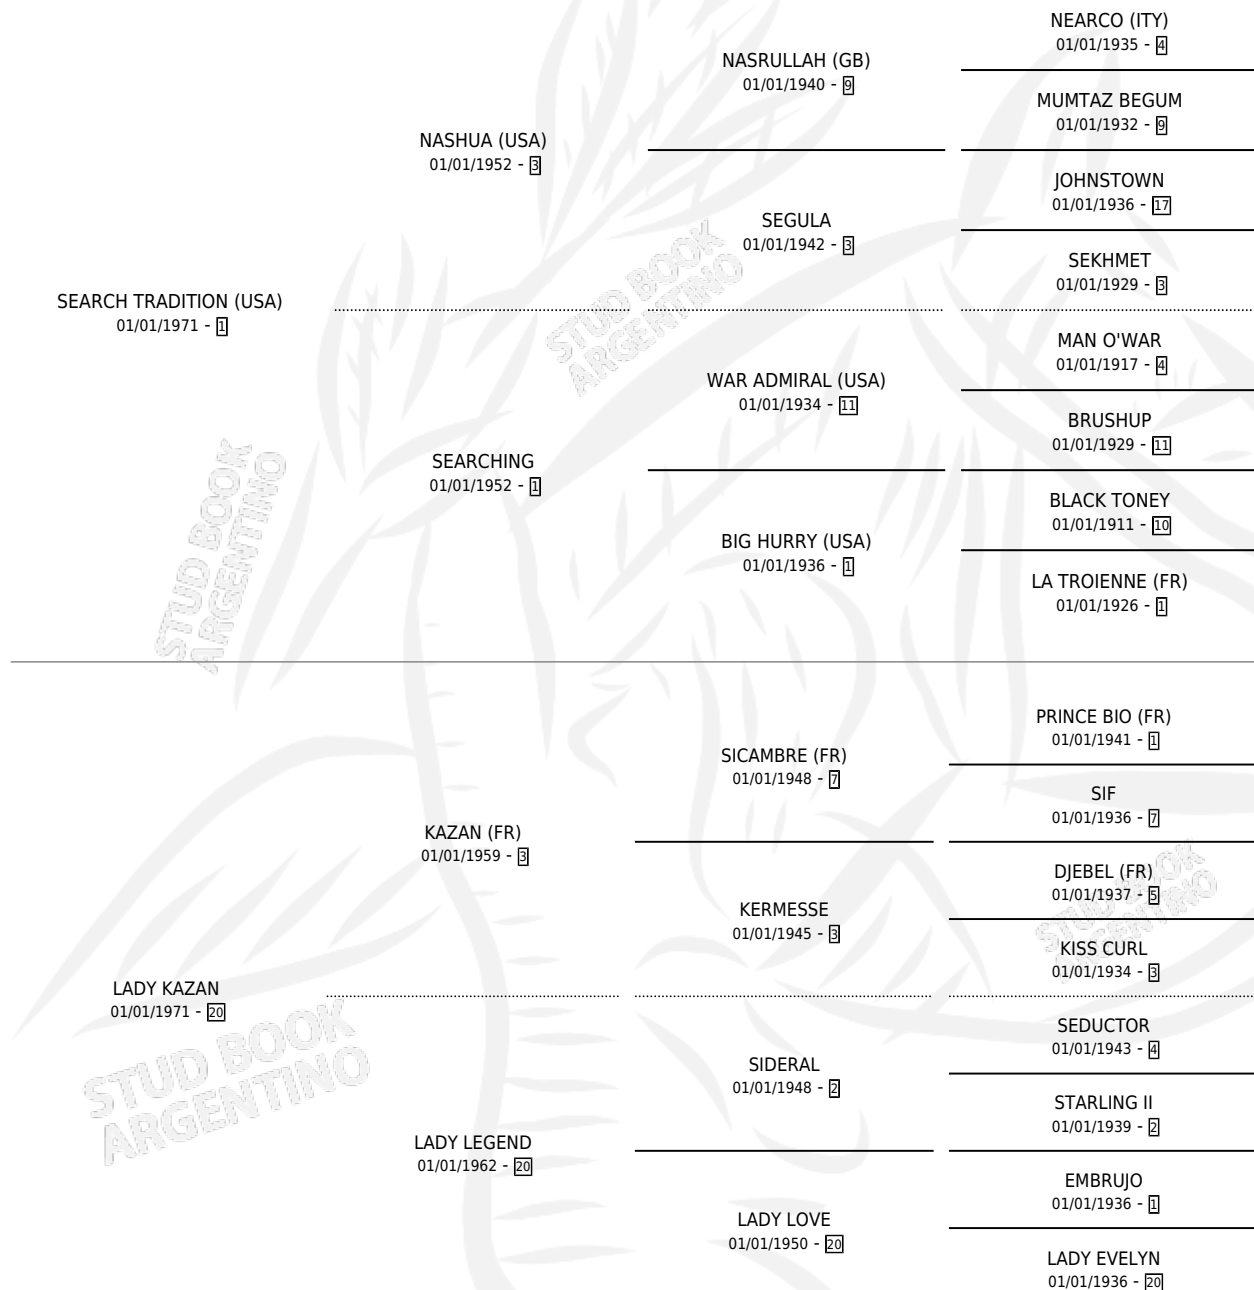 NEARCO (ITY)
01/01/1935 - 4
NASRULLAH (GB)
01/01/1940 - 9
MUMTAZ BEGUM
01/01/1932 - 9
NASHUA (USA)
01/01/1952 - 3
JOHNSTOWN
01/01/1936 - 17
SEGULA
01/01/1942 - 3
SEKHMET
01/01/1929 - 3
SEARCH TRADITION (USA)
01/01/1971 - 1
STUD BOOK
ARGENTINO
MAN O'WAR
01/01/1917 - 4
WAR ADMIRAL (USA)
01/01/1934 - 11
BRUSHUP
01/01/1929 - 11
SEARCHING
01/01/1952 - 1
BLACK TONEY
01/01/1911 - 10
BIG HURRY (USA)
01/01/1936 - 1
LA TROIENNE (FR)
01/01/1926 - 1
STUD BOOK
ARGENTINO
PRINCE BIO (FR)
01/01/1941 - 1
SICAMBRE (FR)
01/01/1948 - 7
SIF
01/01/1936 - 7
KAZAN (FR)
01/01/1959 - 3
DJEBEL (FR)
01/01/1937 - 5
KERMESSE
01/01/1945 - 3
KISS CURL
01/01/1934 - 3
STUD BOOK
ARGENTINO
LADY KAZAN
01/01/1971 - 20
STUD BOOK
ARGENTINO
SEDUCTOR
01/01/1943 - 4
SIDERAL
01/01/1948 - 2
STARLING II
01/01/1939 - 2
LADY LEGEND
01/01/1962 - 20
EMBRUJO
01/01/1936 - 1
LADY LOVE
01/01/1950 - 20
LADY EVELYN
01/01/1936 - 20